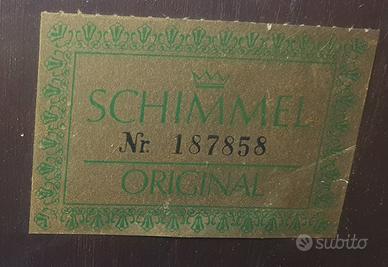 SCHIMMEL
Nr. 187858
ORIGINAL
subito